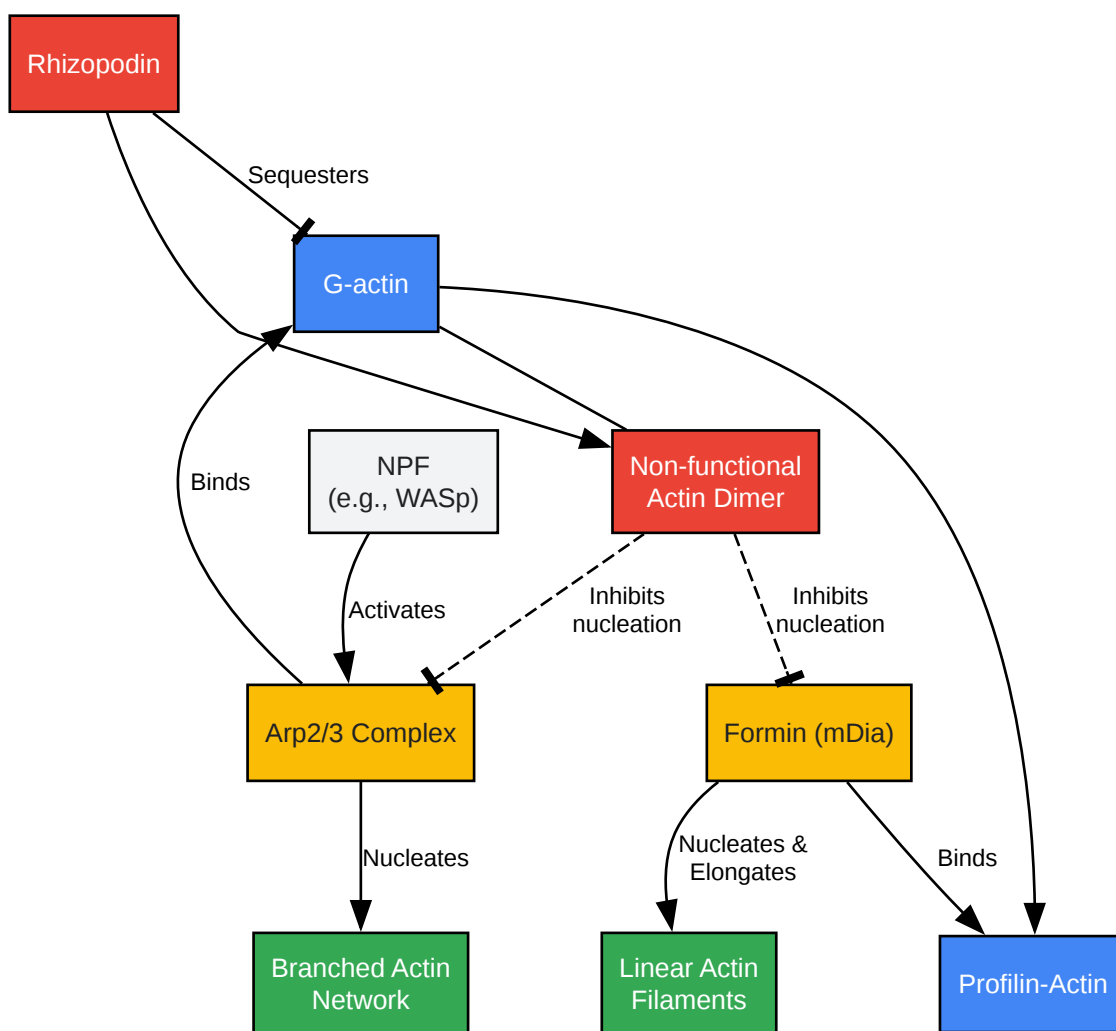 Rhizopodin
Sequesters
G-actin
NPF
(e.g., WASp)
Non-functional
Actin Dimer
Binds
Activates
Inhibits
nucleation
Inhibits
nucleation
Arp2/3 Complex
Formin (mDia)
Nucleates
Nucleates &
Elongates
Binds
Branched Actin
Network
Linear Actin
Filaments
Profilin-Actin